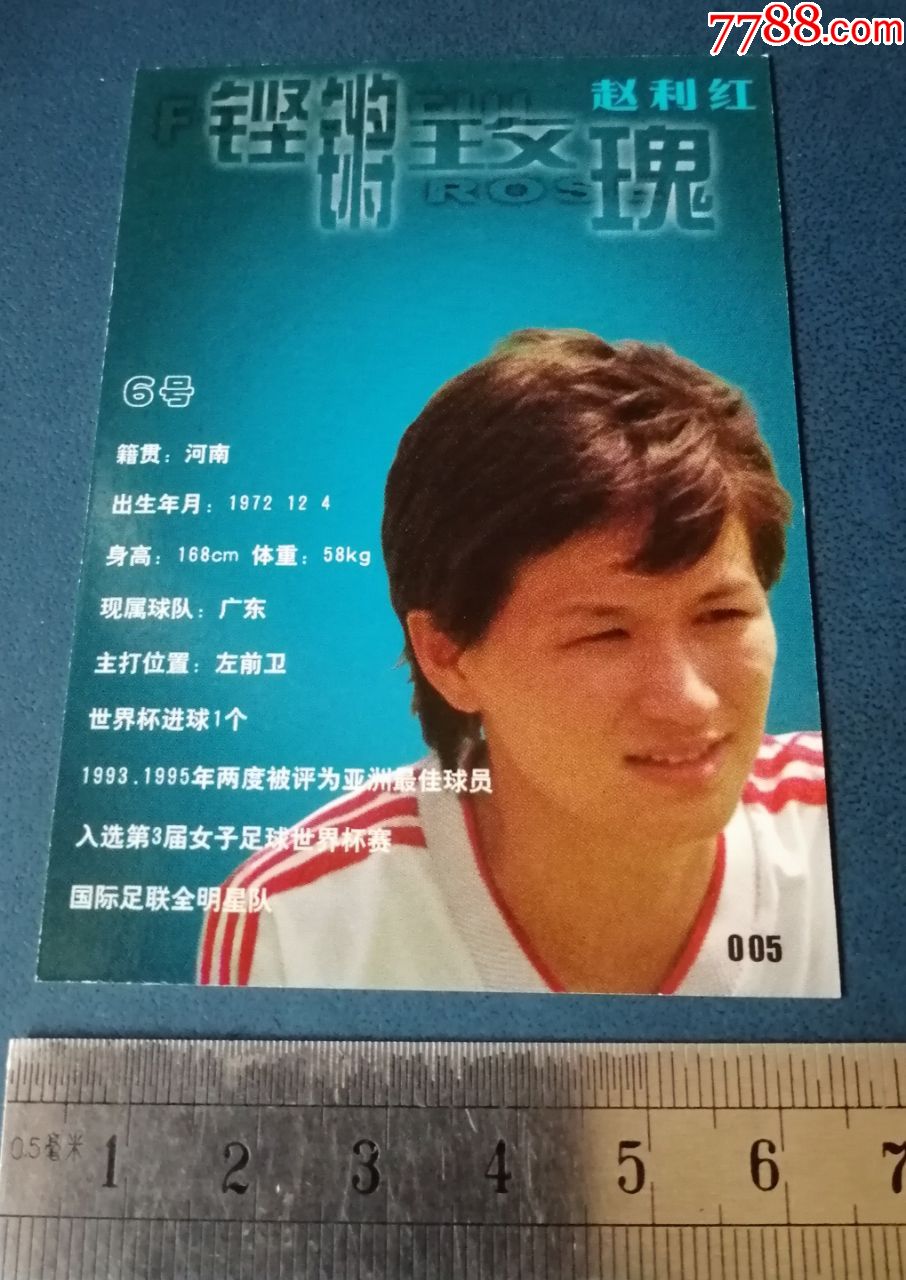 7788.com
赵利红
铿锵玫瑰
ROSE
6号
籍贯：河南
出生年月：1972 12 4
身高：168cm 体重：58kg
现属球队：广东
主打位置：左前卫
世界杯进球1个
1993.1995年两度被评为亚洲最佳球员
入选第3届女子足球世界杯赛
国际足联全明星队
005
0.5毫米
1 2 3 4 5 6 7